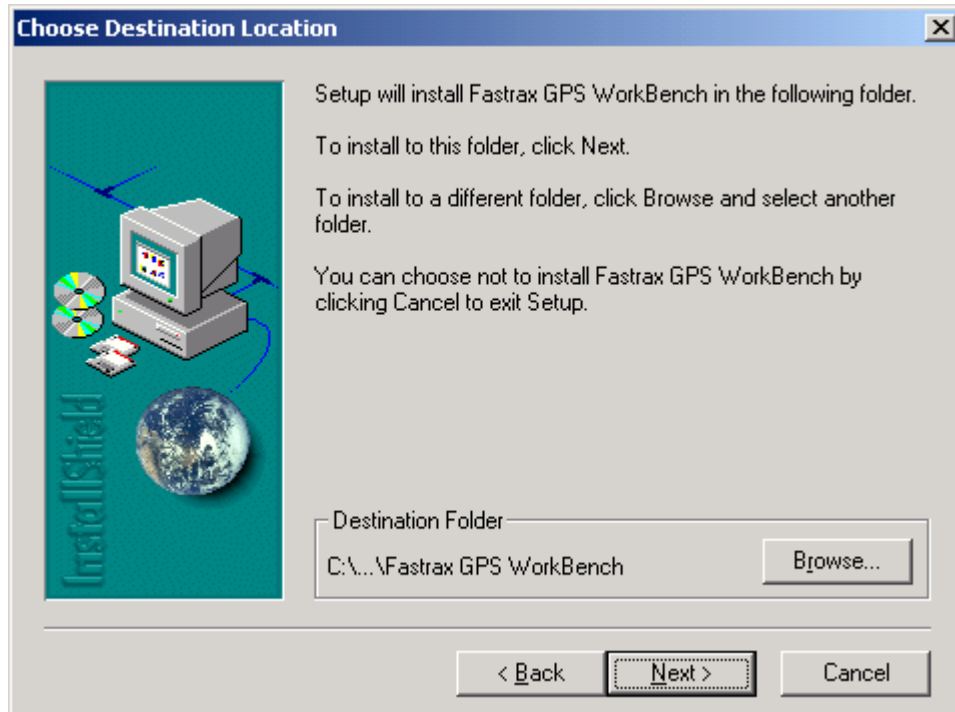 Choose Destination Location
Setup will install Fastrax GPS WorkBench in the following folder.
To install to this folder, click Next.
To install to a different folder, click Browse and select another
folder.
You can choose not to install Fastrax GPS WorkBench by
clicking Cancel to exit Setup.
InstallShield
Destination Folder
C:\...\Fastrax GPS WorkBench
Browse...
< Back
Next >
Cancel